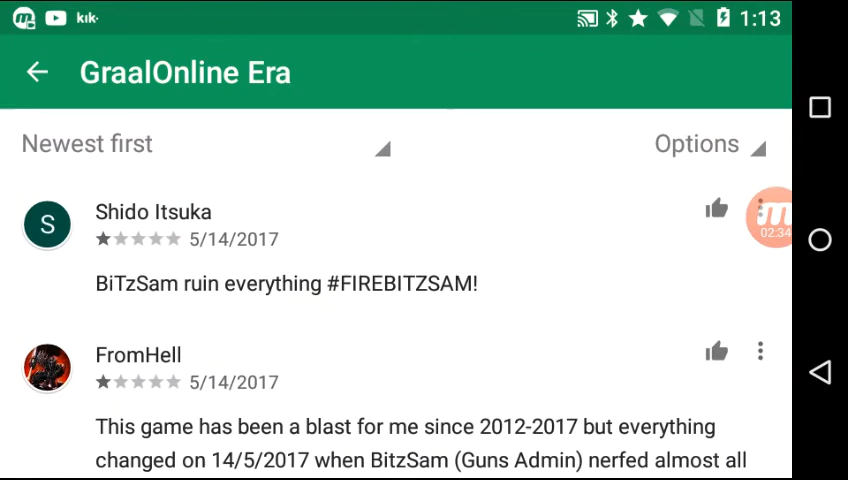 kik·
1:13
GraalOnline Era
Newest first
Options
S
Shido Itsuka
5/14/2017
m
02:34
BiTzSam ruin everything #FIREBITZSAM!
FromHell
5/14/2017
This game has been a blast for me since 2012-2017 but everything
changed on 14/5/2017 when BitzSam (Guns Admin) nerfed almost all